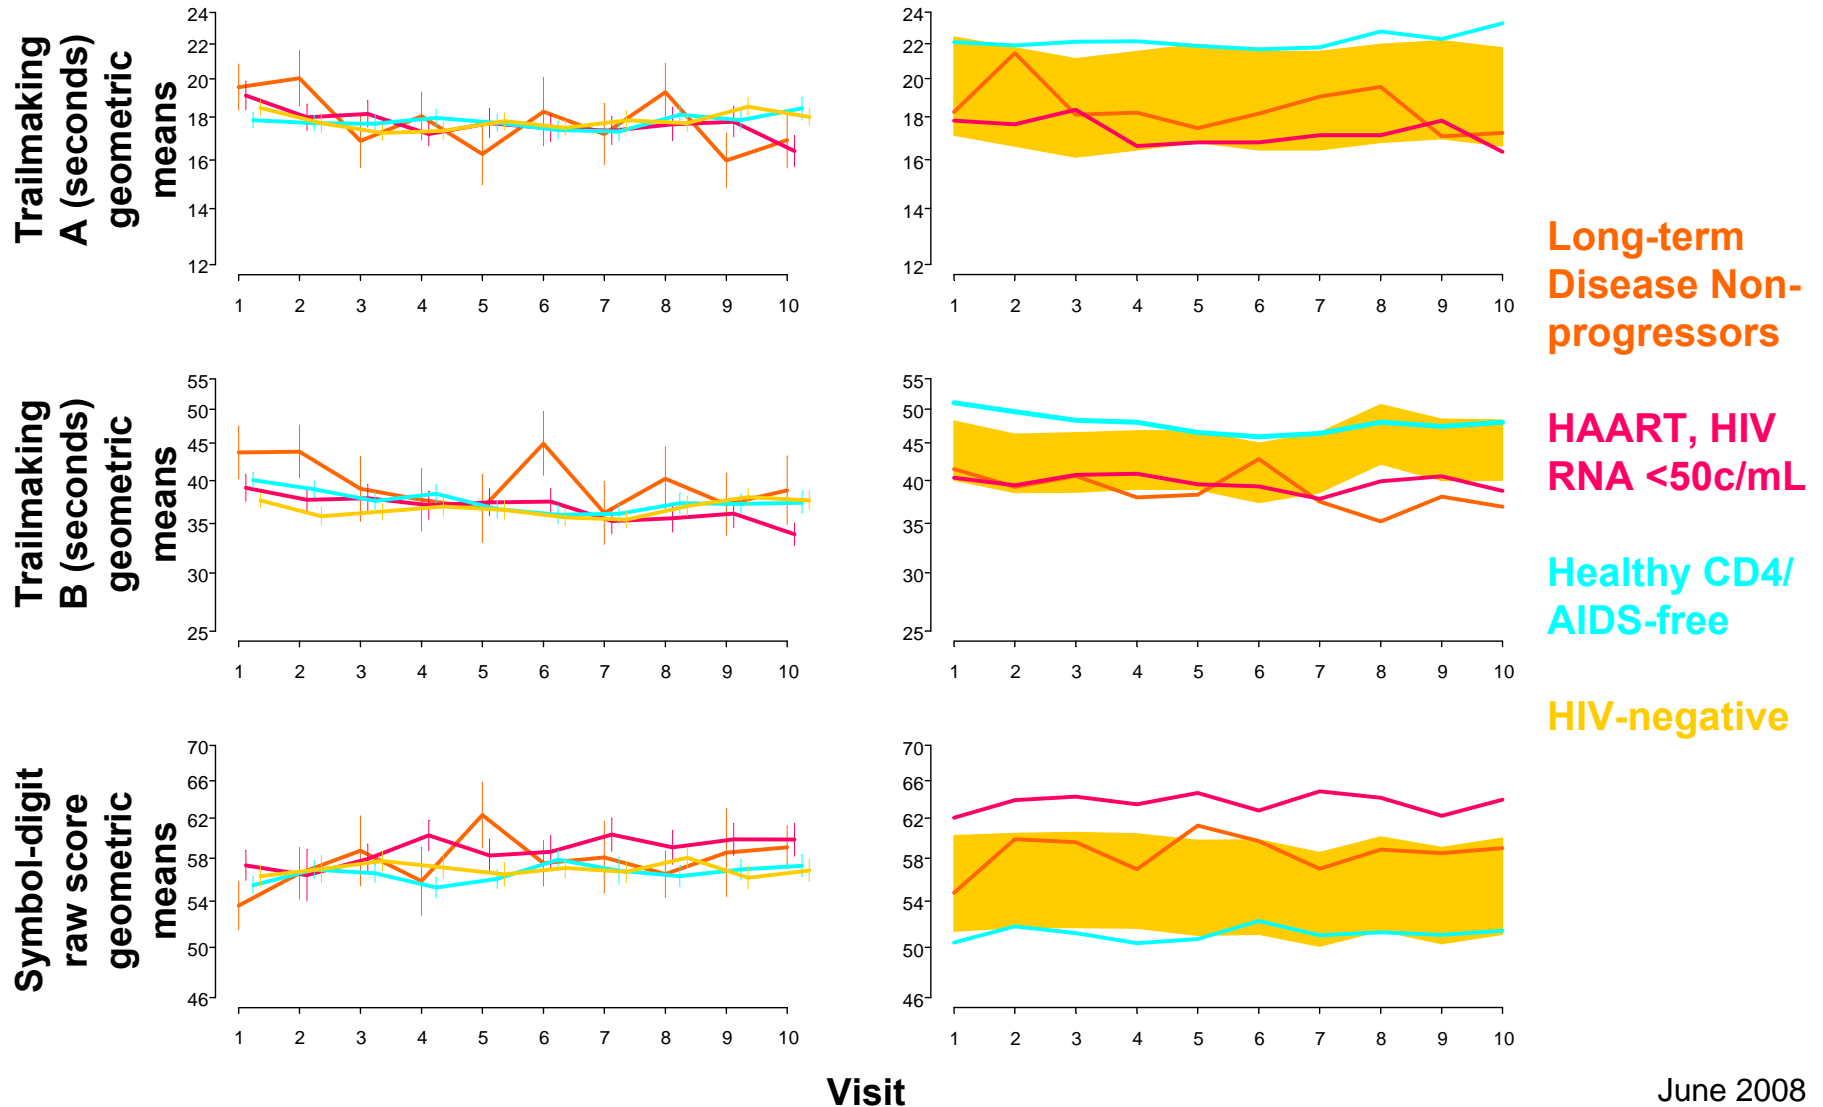 Trailmaking
A (seconds)
geometric
means
24
22
20
18
16
14
12
1 2 3 4 5 6 7 8 9 10
24
22
20
18
16
14
12
1 2 3 4 5 6 7 8 9 10
Trailmaking
B (seconds)
geometric
means
55
50
45
40
35
30
25
1 2 3 4 5 6 7 8 9 10
55
50
45
40
35
30
25
1 2 3 4 5 6 7 8 9 10
Symbol-digit
raw score
geometric
means
70
66
62
58
54
50
46
1 2 3 4 5 6 7 8 9 10
70
66
62
58
54
50
46
1 2 3 4 5 6 7 8 9 10
Long-term
Disease Non-
progressors
HAART, HIV
RNA <50c/mL
Healthy CD4/
AIDS-free
HIV-negative
Visit
June 2008